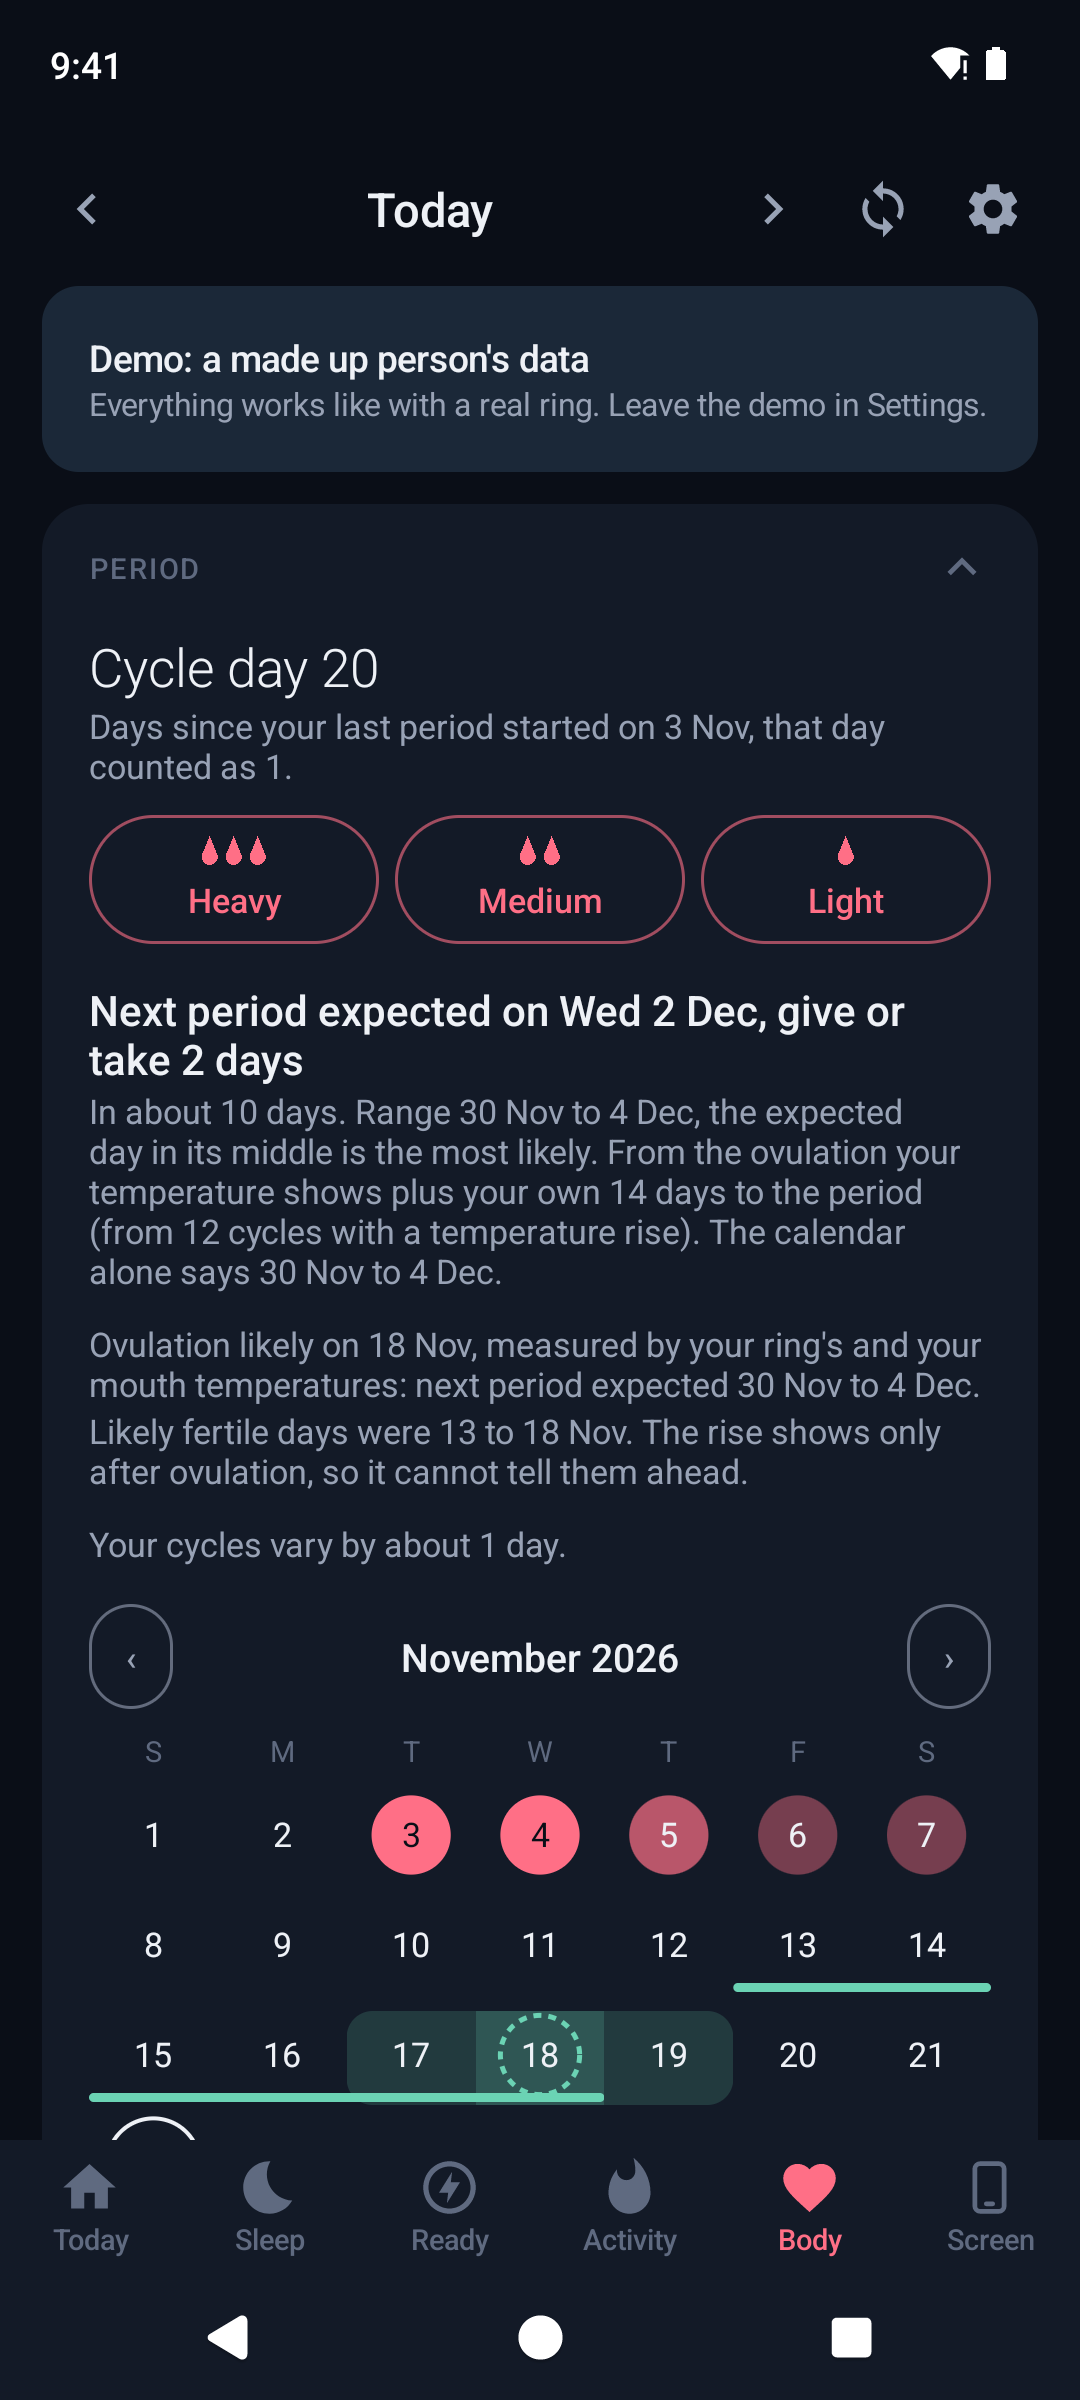 9:41
Today
Demo: a made up person's data
Everything works like with a real ring. Leave the demo in Settings.
PERIOD
Cycle day 20
Days since your last period started on 3 Nov, that day
counted as 1.
Heavy
Medium
Light
Next period expected on Wed 2 Dec, give or
take 2 days
In about 10 days. Range 30 Nov to 4 Dec, the expected
day in its middle is the most likely. From the ovulation your
temperature shows plus your own 14 days to the period
(from 12 cycles with a temperature rise). The calendar
alone says 30 Nov to 4 Dec.
Ovulation likely on 18 Nov, measured by your ring's and your
mouth temperatures: next period expected 30 Nov to 4 Dec.
Likely fertile days were 13 to 18 Nov. The rise shows only
after ovulation, so it cannot tell them ahead.
Your cycles vary by about 1 day.
‹ November 2026 ›
S M T W T F S
1 2 3 4 5 6 7
8 9 10 11 12 13 14
15 16 17 18 19 20 21
Today Sleep Ready Activity Body Screen